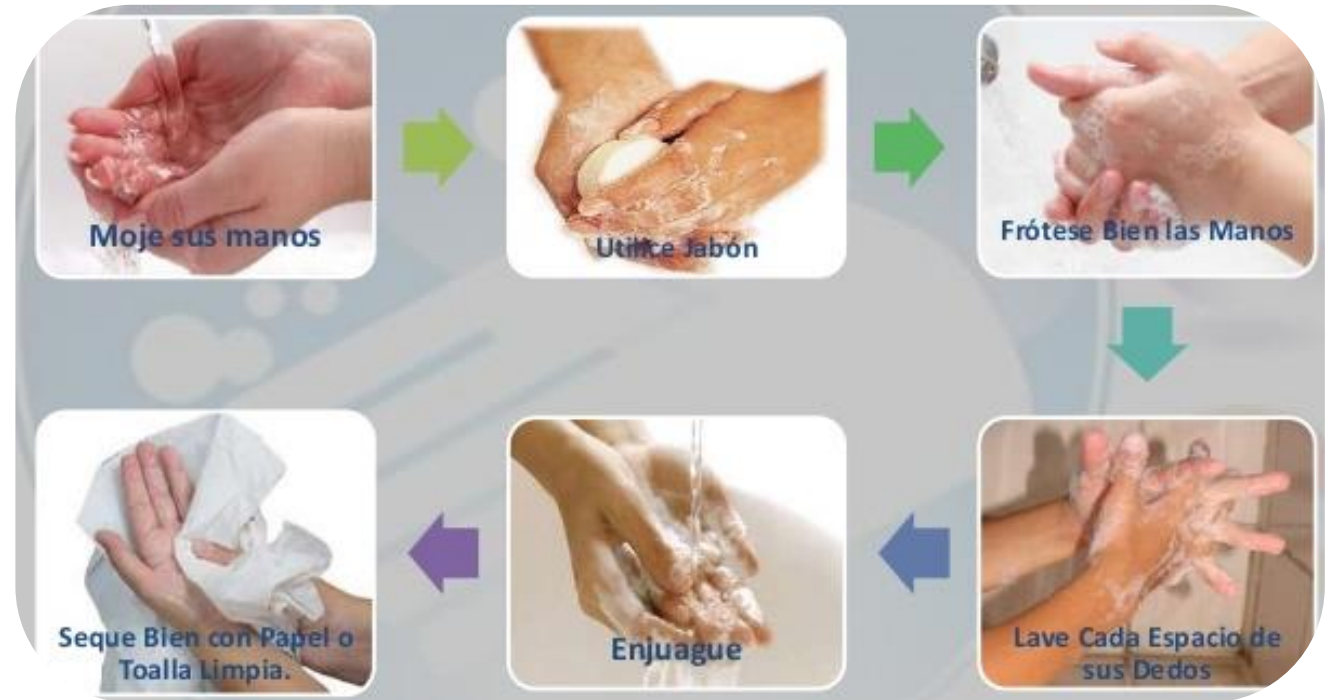 Moje sus manos
Utilice Jabón
Frótese Bien las Manos
Lave Cada Espacio de
sus Dedos
Enjuague
Seque Bien con Papel o
Toalla Limpia.